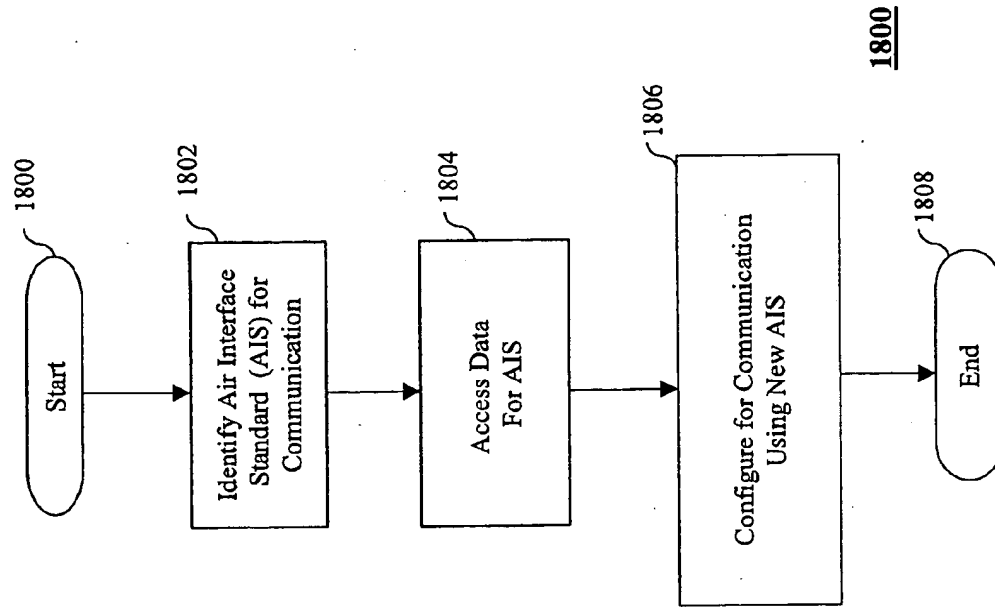 1800
Start
1802
Identify Air Interface
Standard (AIS) for
Communication
1804
Access Data
For AIS
1806
Configure for Communication
Using New AIS
1808
End
1800